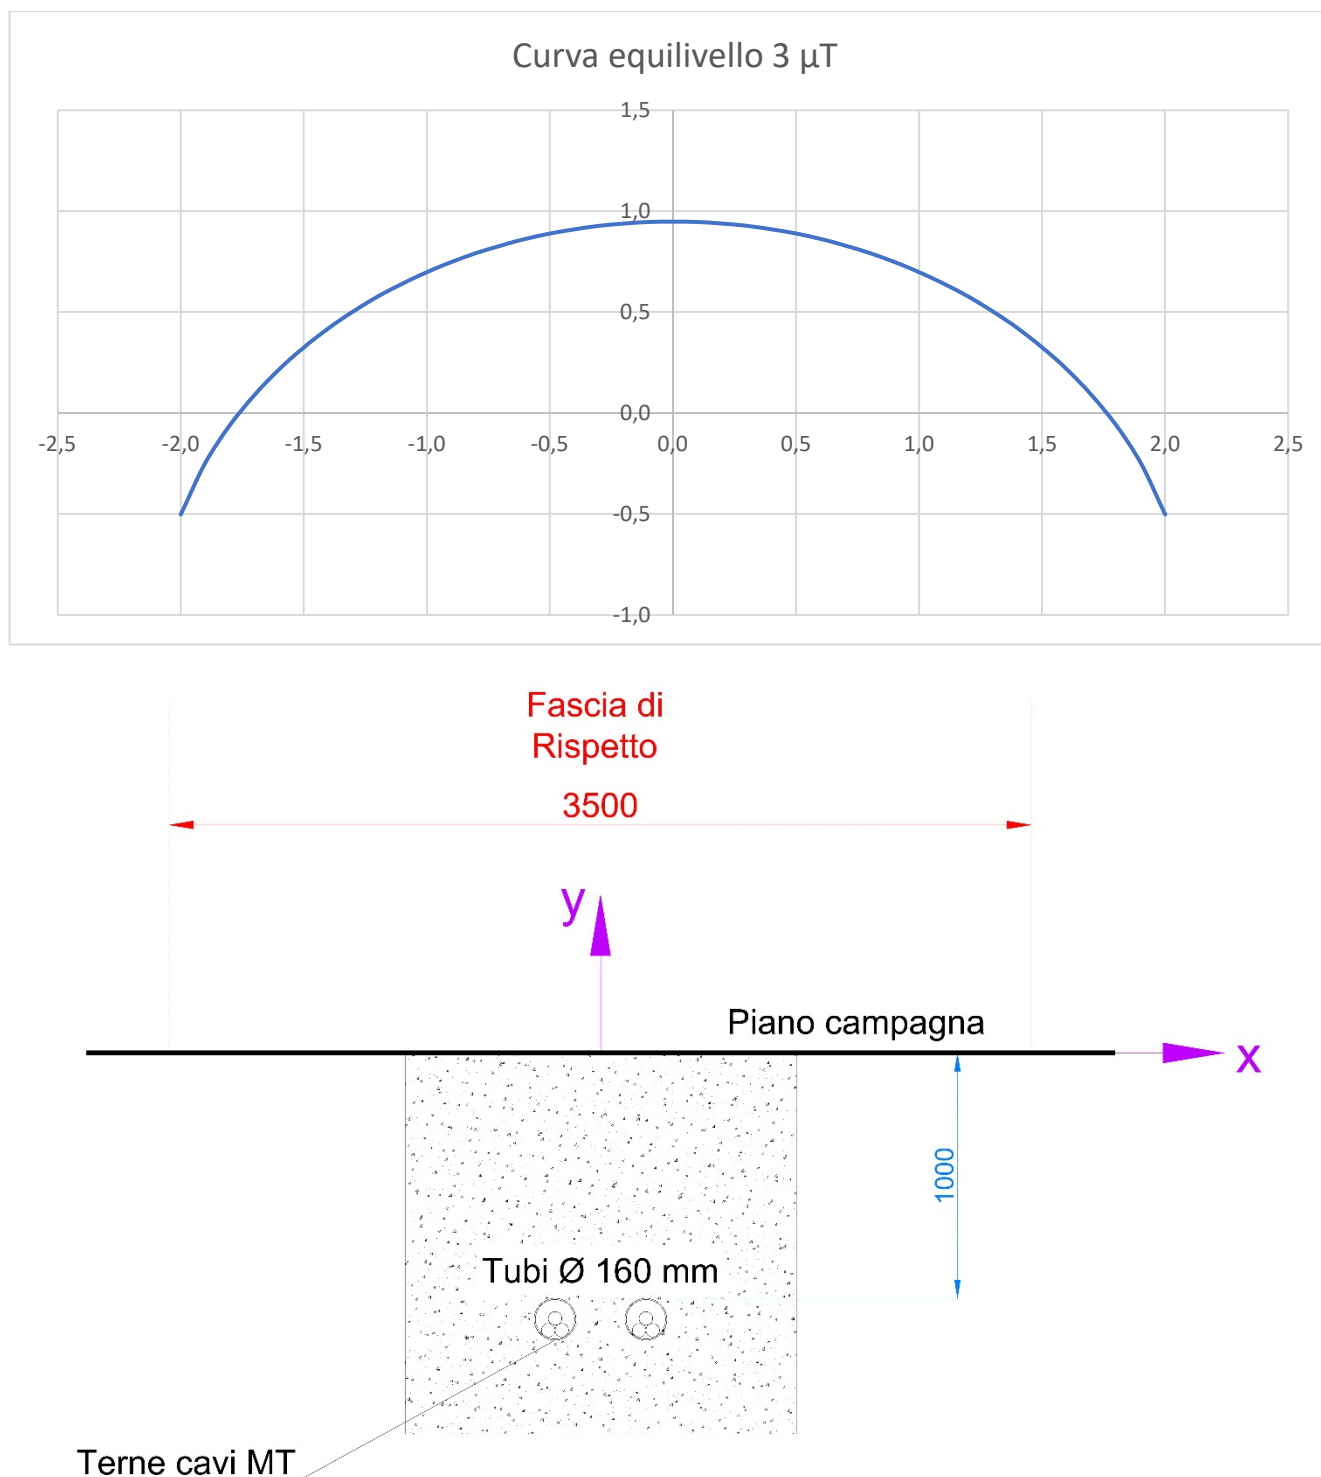 Curva equilivello 3 µT
1,5
1,0
0,5
0,0
-2,5 -2,0 -1,5 -1,0 -0,5 0,0 0,5 1,0 1,5 2,0 2,5
-0,5
-1,0
Fascia di
Rispetto
3500
y
Piano campagna
x
1000
Tubi Ø 160 mm
Terne cavi MT